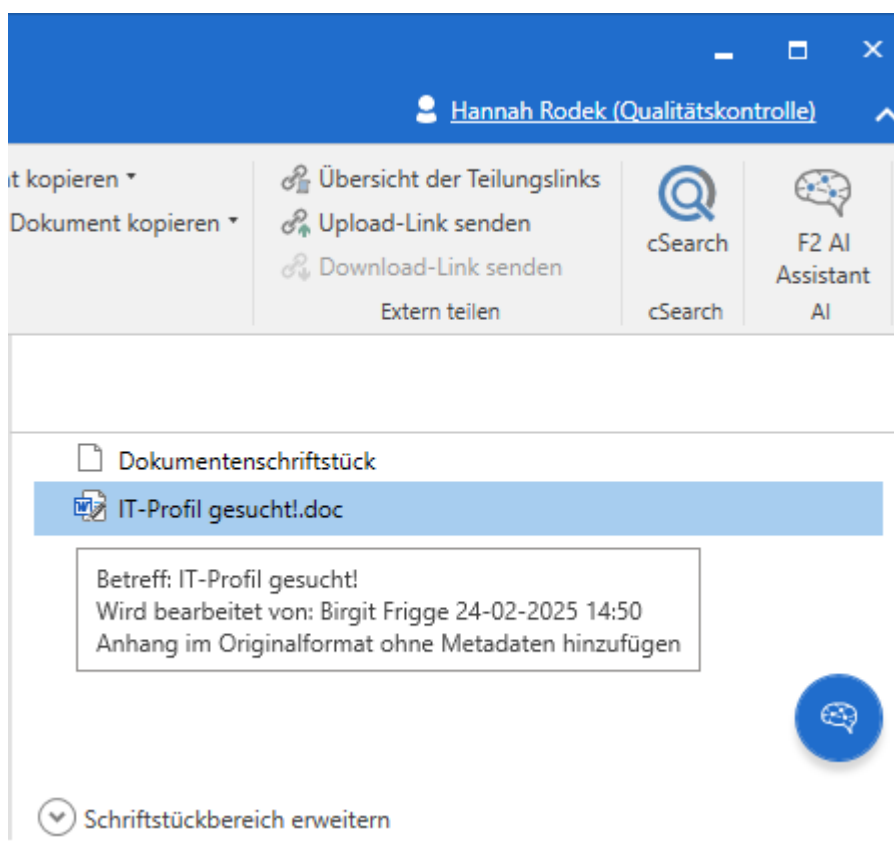 Hannah Rodek (Qualitätskontrolle)
t kopieren
Übersicht der Teilungslinks
Dokument kopieren
Upload-Link senden
Download-Link senden
Extern teilen
cSearch
cSearch
F2 AI
Assistant
AI
Dokumentenschriftstück
IT-Profil gesucht!.doc
Betreff: IT-Profil gesucht!
Wird bearbeitet von: Birgit Frigge 24-02-2025 14:50
Anhang im Originalformat ohne Metadaten hinzufügen
Schriftstückbereich erweitern